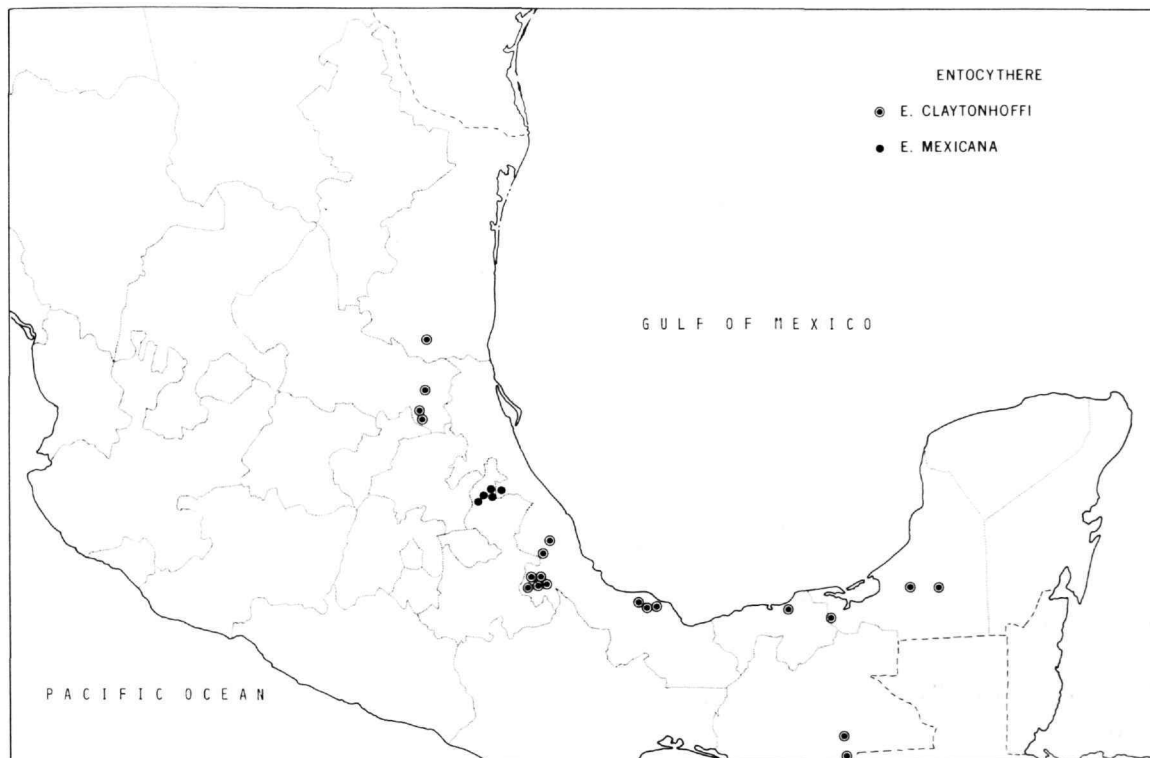 ENTOCYTHERE
E. CLAYTONHOFFI
E. MEXICANA
GULF OF MEXICO
PACIFIC OCEAN